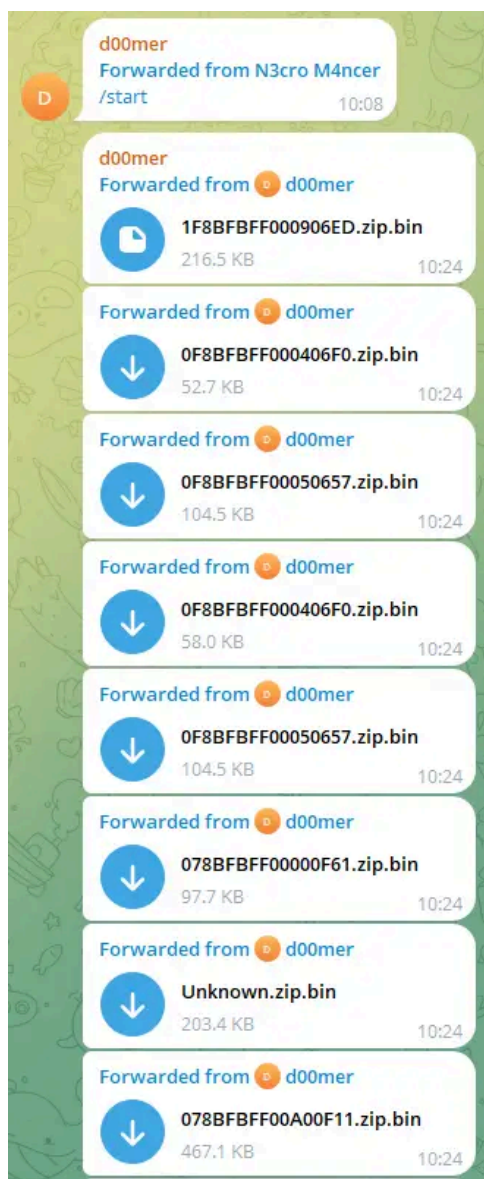 d00mer
Forwarded from N3cro M4ncer
/start
10:08
d00mer
Forwarded from D d00mer
D
1F8BFBFF000906ED.zip.bin
216.5 KB
10:24
Forwarded from D d00mer
0F8BFBFF000406F0.zip.bin
52.7 KB
10:24
Forwarded from D d00mer
0F8BFBFF00050657.zip.bin
104.5 KB
10:24
Forwarded from D d00mer
0F8BFBFF000406F0.zip.bin
58.0 KB
10:24
Forwarded from D d00mer
0F8BFBFF00050657.zip.bin
104.5 KB
10:24
Forwarded from D d00mer
078BFBFF00000F61.zip.bin
97.7 KB
10:24
Forwarded from D d00mer
Unknown.zip.bin
203.4 KB
10:24
Forwarded from D d00mer
078BFBFF00A00F11.zip.bin
467.1 KB
10:24